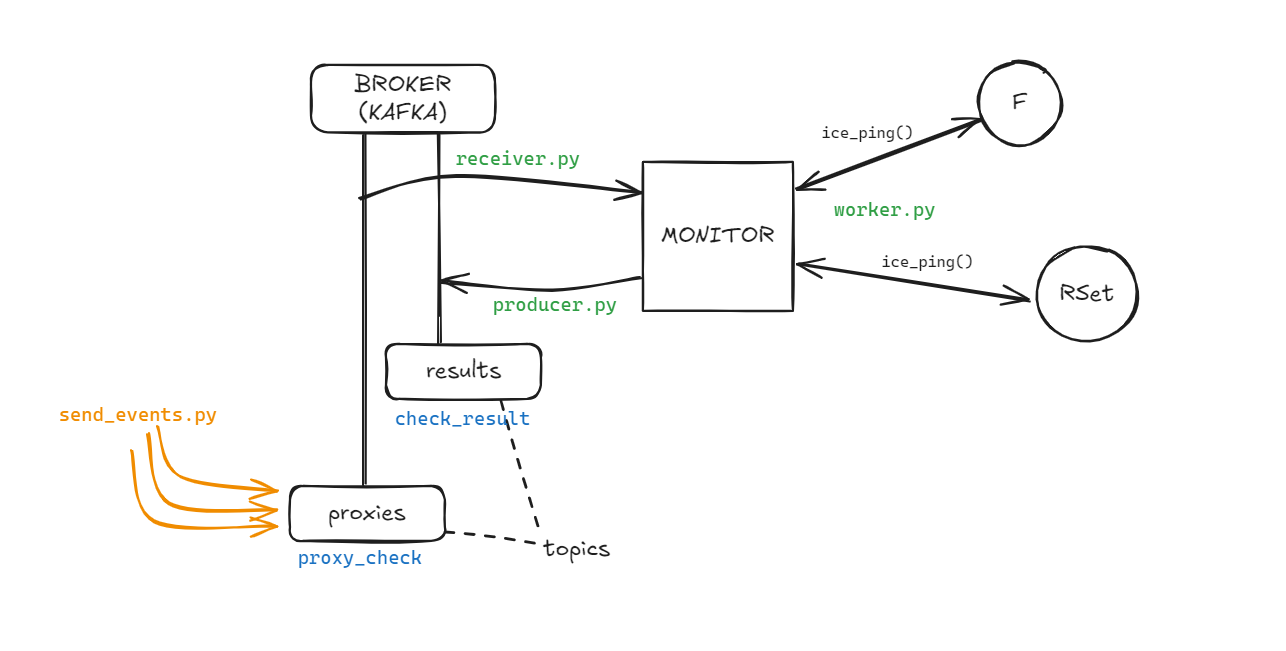 BROKER
(KAFKA)
F
ice_ping()
receiver.py
worker.py
MONITOR
ice_ping()
RSet
producer.py
results
check_result
send_events.py
proxies
topics
proxy_check